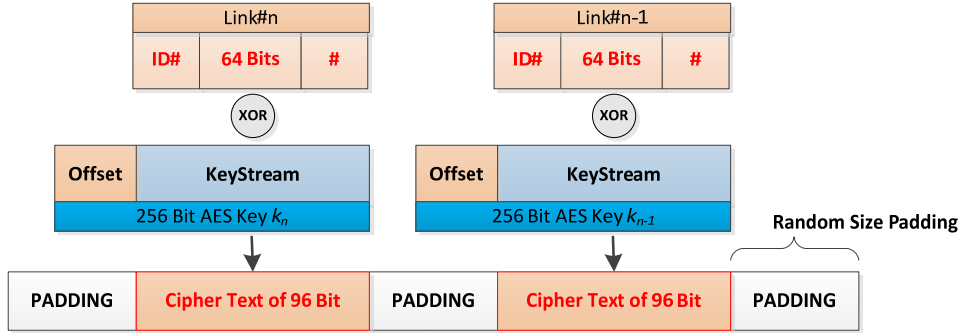 Link#n
Link#n-1
ID# 64 Bits #
ID# 64 Bits #
XOR
XOR
Offset KeyStream
Offset KeyStream
256 Bit AES Key kn
256 Bit AES Key kn-1
Random Size Padding
PADDING Cipher Text of 96 Bit PADDING Cipher Text of 96 Bit PADDING